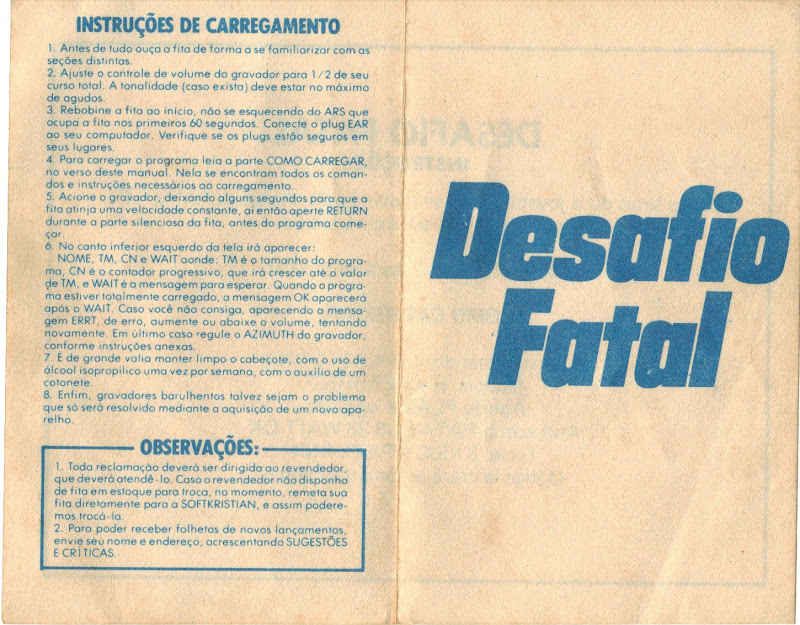 INSTRUÇÕES DE CARREGAMENTO
1. Antes de tudo ouça a fita de forma a se familiarizar com as
seções distintas.
2. Ajuste o controle de volume do gravador para 1/2 de seu
curso total. A tonalidade (caso exista) deve estar no máximo
de agudos.
3. Rebobine a fita ao início, não se esquecendo do ARS que
ocupa a fita nos primeiros 60 segundos. Conecte o plug EAR
ao seu computador. Verifique se os plugs estão seguros em
seus lugares.
4. Para carregar o programa leia a parte COMO CARREGAR,
no verso deste manual. Nela se encontram todos os coman-
dos e instruções necessários ao carregamento.
5. Acione o gravador, deixando alguns segundos para que a
fita atinja uma velocidade constante, aí então aperte RETURN
durante a parte silenciosa da fita, antes do programa come-
çar.
6. No canto inferior esquerdo da tela irá aparecer:
NOME, TM, CN e WAIT aonde: TM é o tamanho do progra-
ma, CN é o contador progressivo, que irá crescer até o valor
de TM, e WAIT é a mensagem para esperar. Quando o progra-
ma estiver totalmente carregado, a mensagem OK aparecerá
após o WAIT. Caso você não consiga, aparecendo a mensa-
gem ERRT, de erro, aumente ou abaixe o volume, tentando
novamente. Em último caso regule o AZIMUTH do gravador,
conforme instruções anexas.
7. É de grande valia manter limpo o cabeçote, com o uso de
álcool isopropílico uma vez por semana, com o auxílio de um
cotonete.
8. Enfim, gravadores barulhentos talvez sejam o problema
que só será resolvido mediante a aquisição de um novo apa-
relho.
OBSERVAÇÕES:
1. Toda reclamação deverá ser dirigida ao revendedor,
que deverá atendê-lo. Caso o revendedor não disponha
de fita em estoque para troca, no momento, remeta sua
fita diretamente para a SOFTKRISTIAN, e assim podere-
mos trocá-la.
2. Para poder receber folhetos de novos lançamentos,
envie seu nome e endereço, acrescentando SUGESTÕES
E CRÍTICAS.
Desafio
Fatal